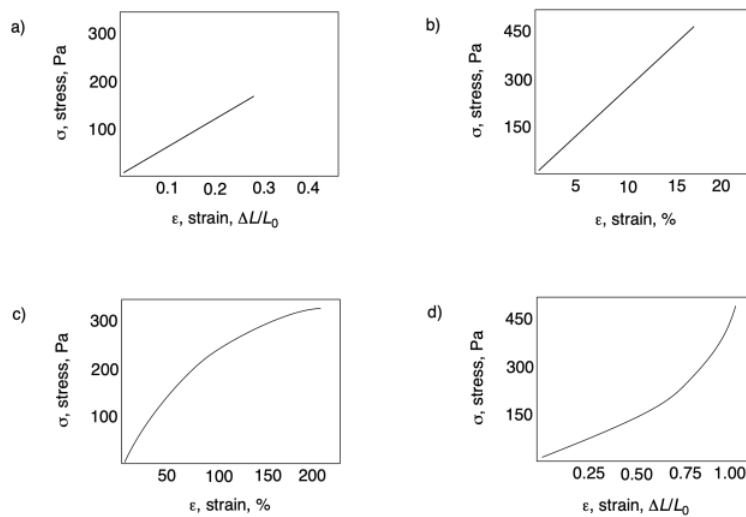 a)
σ, stress, Pa
300
200
100
0.1 0.2 0.3 0.4
ε, strain, ΔL/L0
b)
σ, stress, Pa
450
300
150
5 10 15 20
ε, strain, %
c)
σ, stress, Pa
300
200
100
50 100 150 200
ε, strain, %
d)
σ, stress, Pa
450
300
150
0.25 0.50 0.75 1.00
ε, strain, ΔL/L0